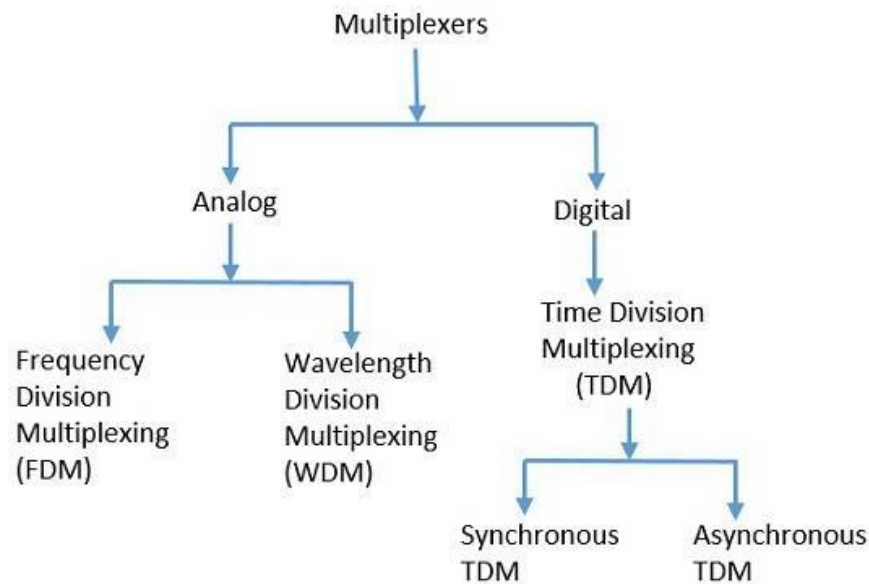 Multiplexers
Analog
Digital
Frequency
Division
Multiplexing
(FDM)
Wavelength
Division
Multiplexing
(WDM)
Time Division
Multiplexing
(TDM)
Synchronous
TDM
Asynchronous
TDM